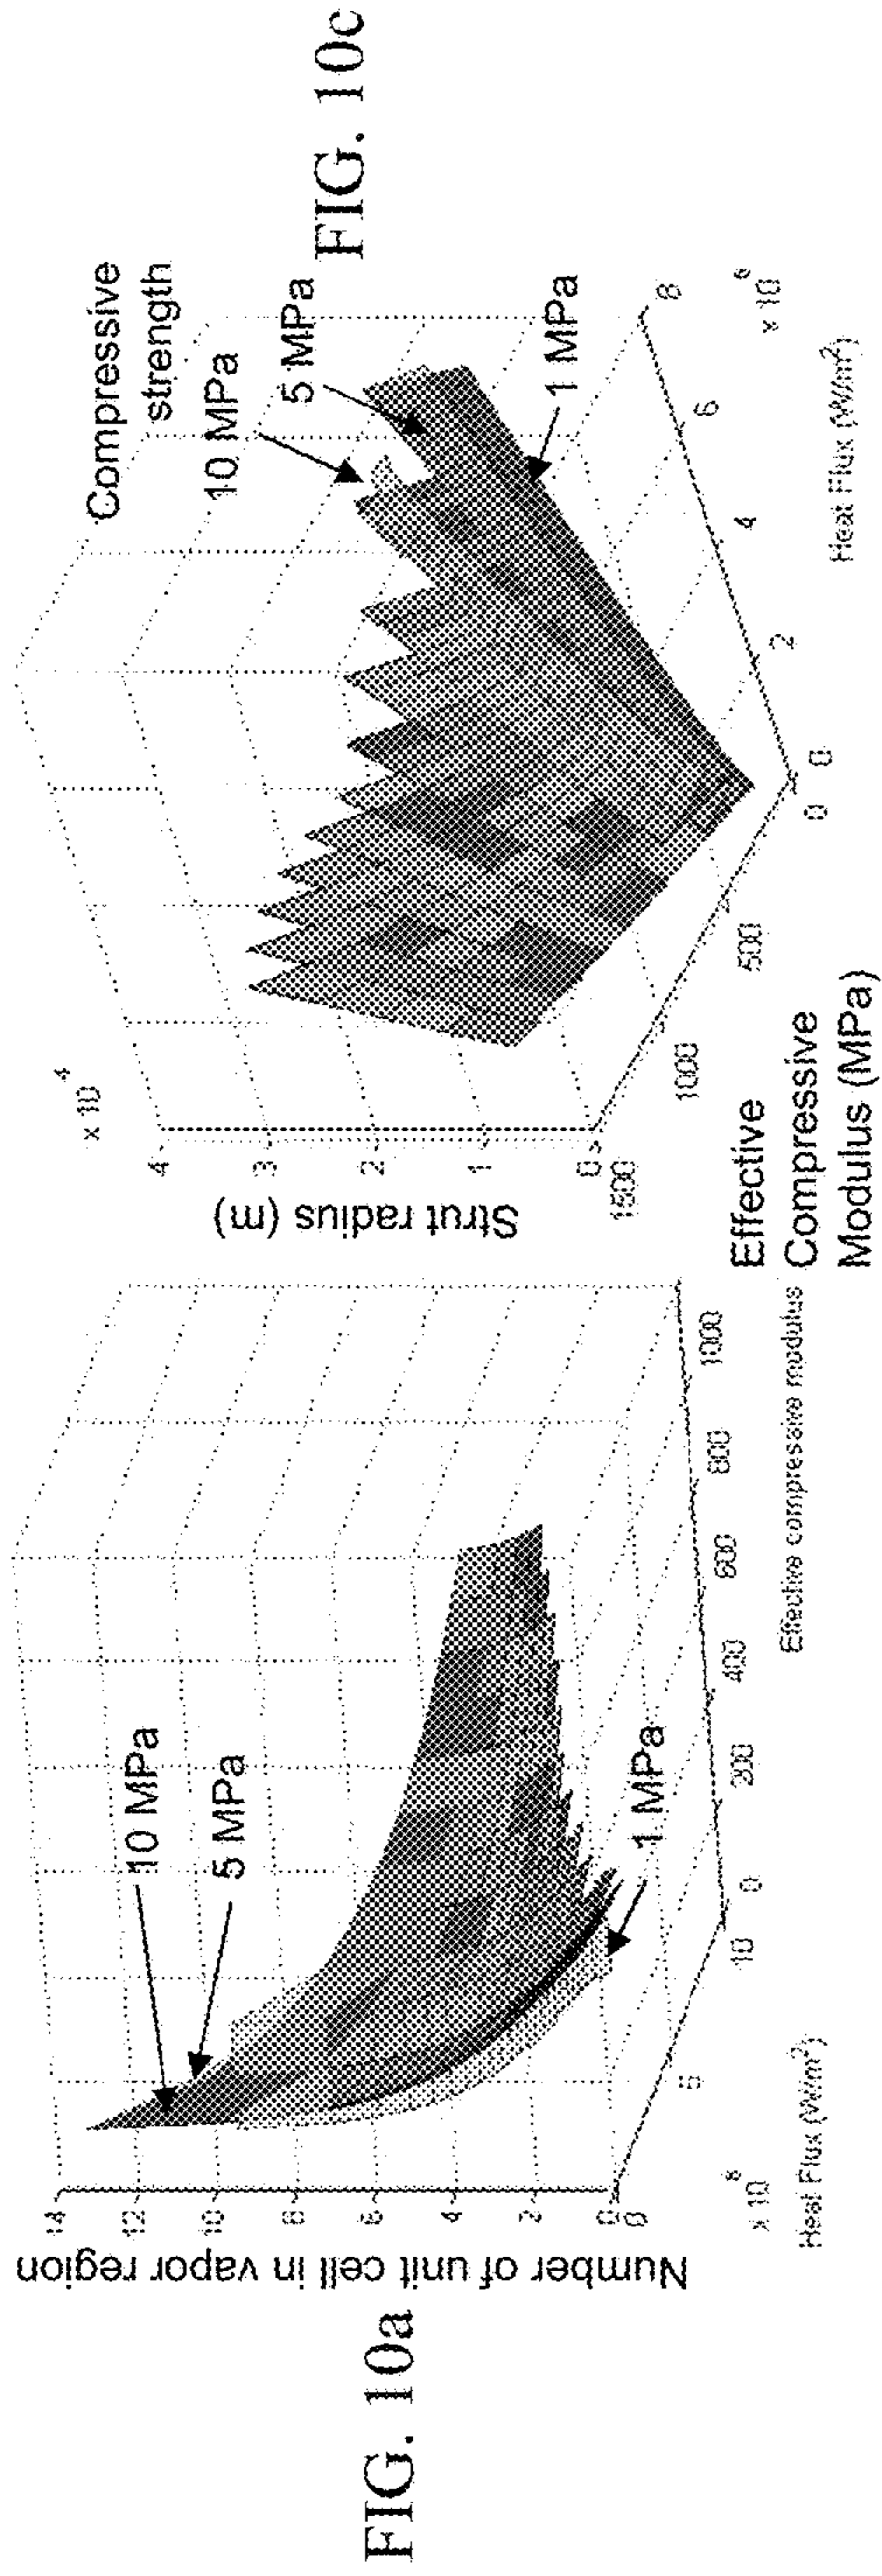 FIG. 10a
Number of unit cell in vapor region
14
12
10
8
6
4
2
0
0
5
10
x 10
Heat Flux (W/m²)
0
200
400
600
800
1000
Effective compressive modulus
10 MPa
5 MPa
1 MPa
FIG. 10c
Compressive
strength
10 MPa
5 MPa
1 MPa
x 10
-4
4
3
2
1
0
Strut radius (m)
1500
1000
500
0
Effective
Compressive
Modulus (MPa)
0
2
4
6
8
x 10
6
Heat Flux (W/m²)